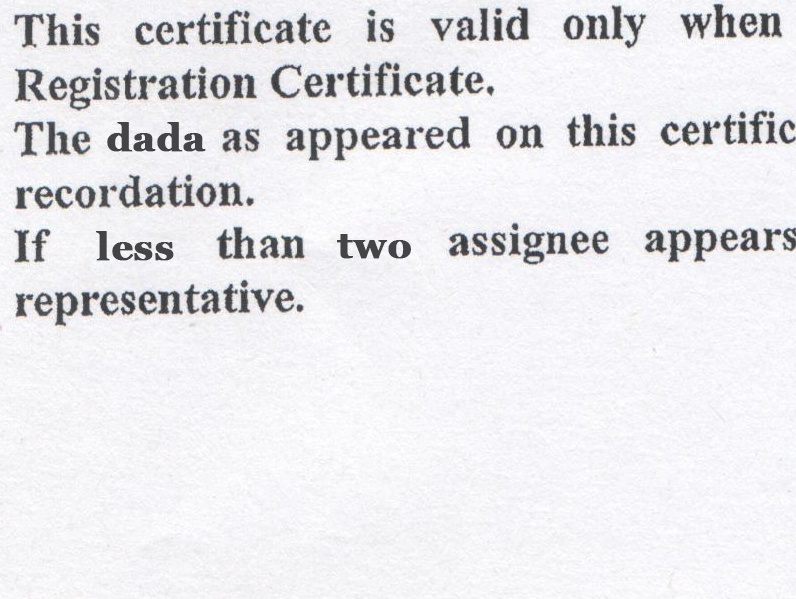 This certificate is valid only when
Registration Certificate.
The dada as appeared on this certific
recordation.
If less than two assignee appears
representative.